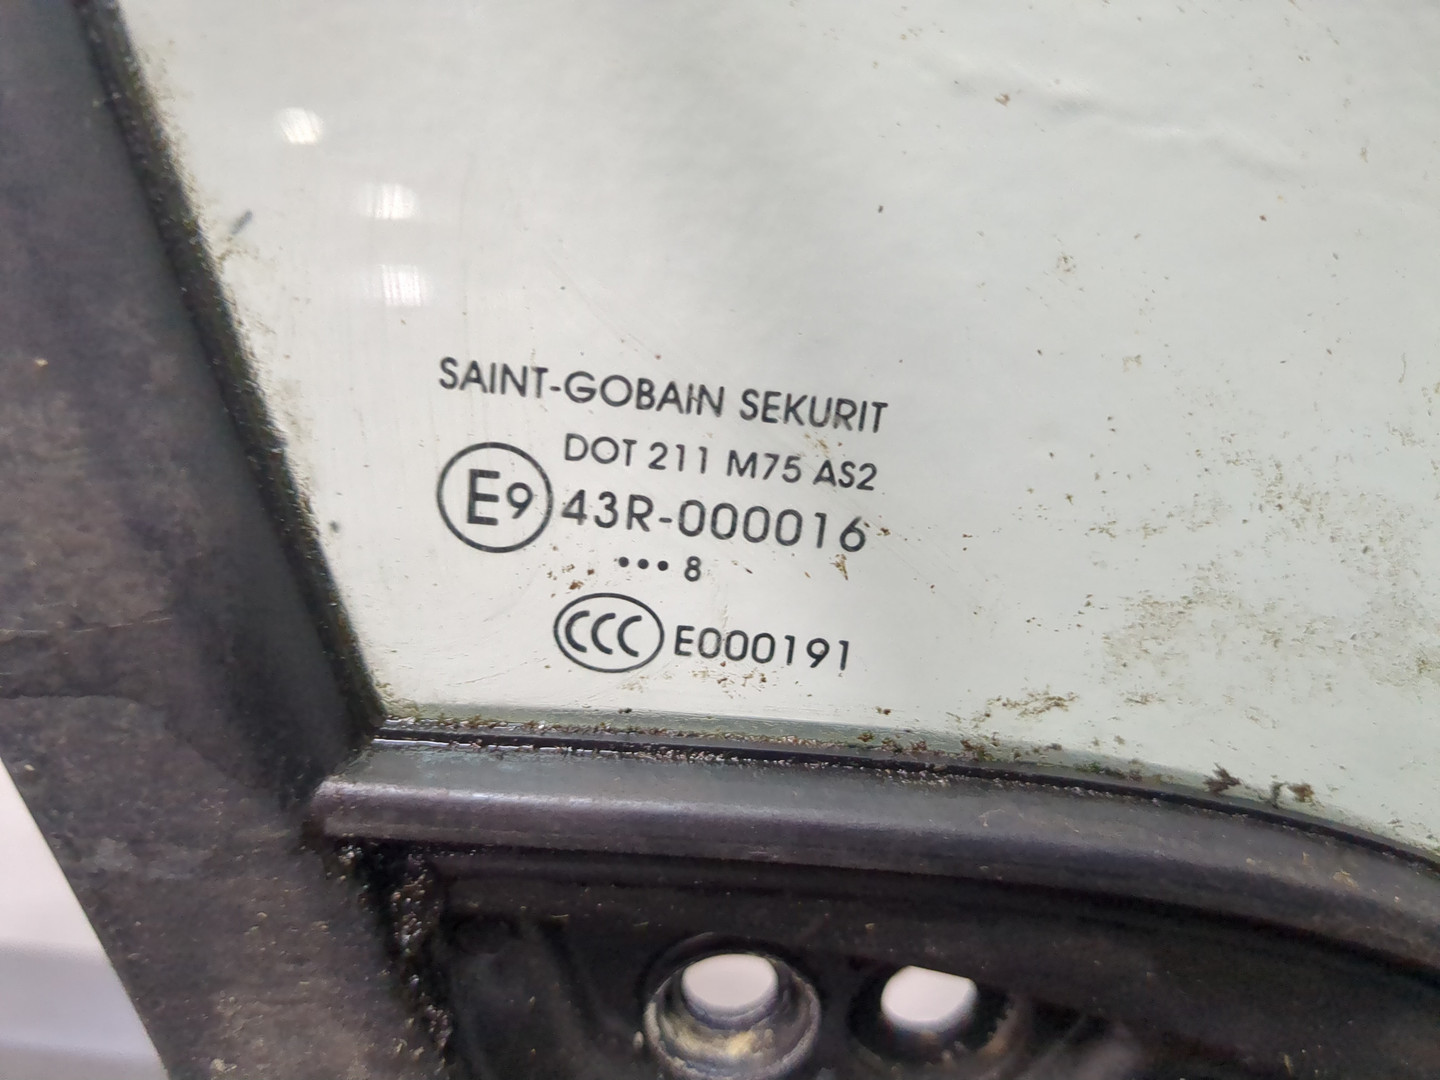 SAINT-GOBAIN SEKURIT
DOT 211 M75 AS2
E9 43R-000016
••• 8
CCC E000191